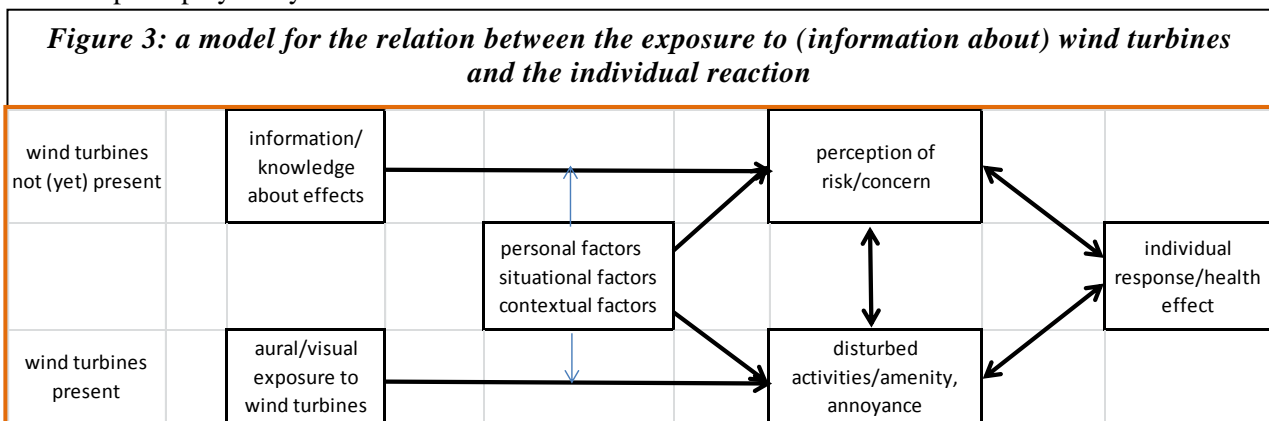 Figure 3: a model for the relation between the exposure to (information about) wind turbines
and the individual reaction
wind turbines
not (yet) present
information/
knowledge
about effects
perception of
risk/concern
personal factors
situational factors
contextual factors
individual
response/health
effect
wind turbines
present
aural/visual
exposure to
wind turbines
disturbed
activities/amenity,
annoyance